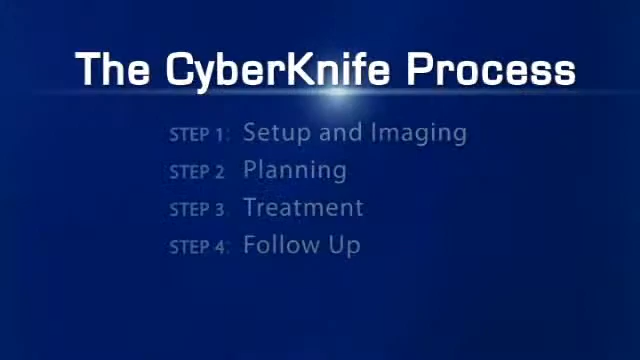 The CyberKnife Process
STEP 1: Setup and Imaging
STEP 2 Planning
STEP 3 Treatment
STEP 4: Follow Up